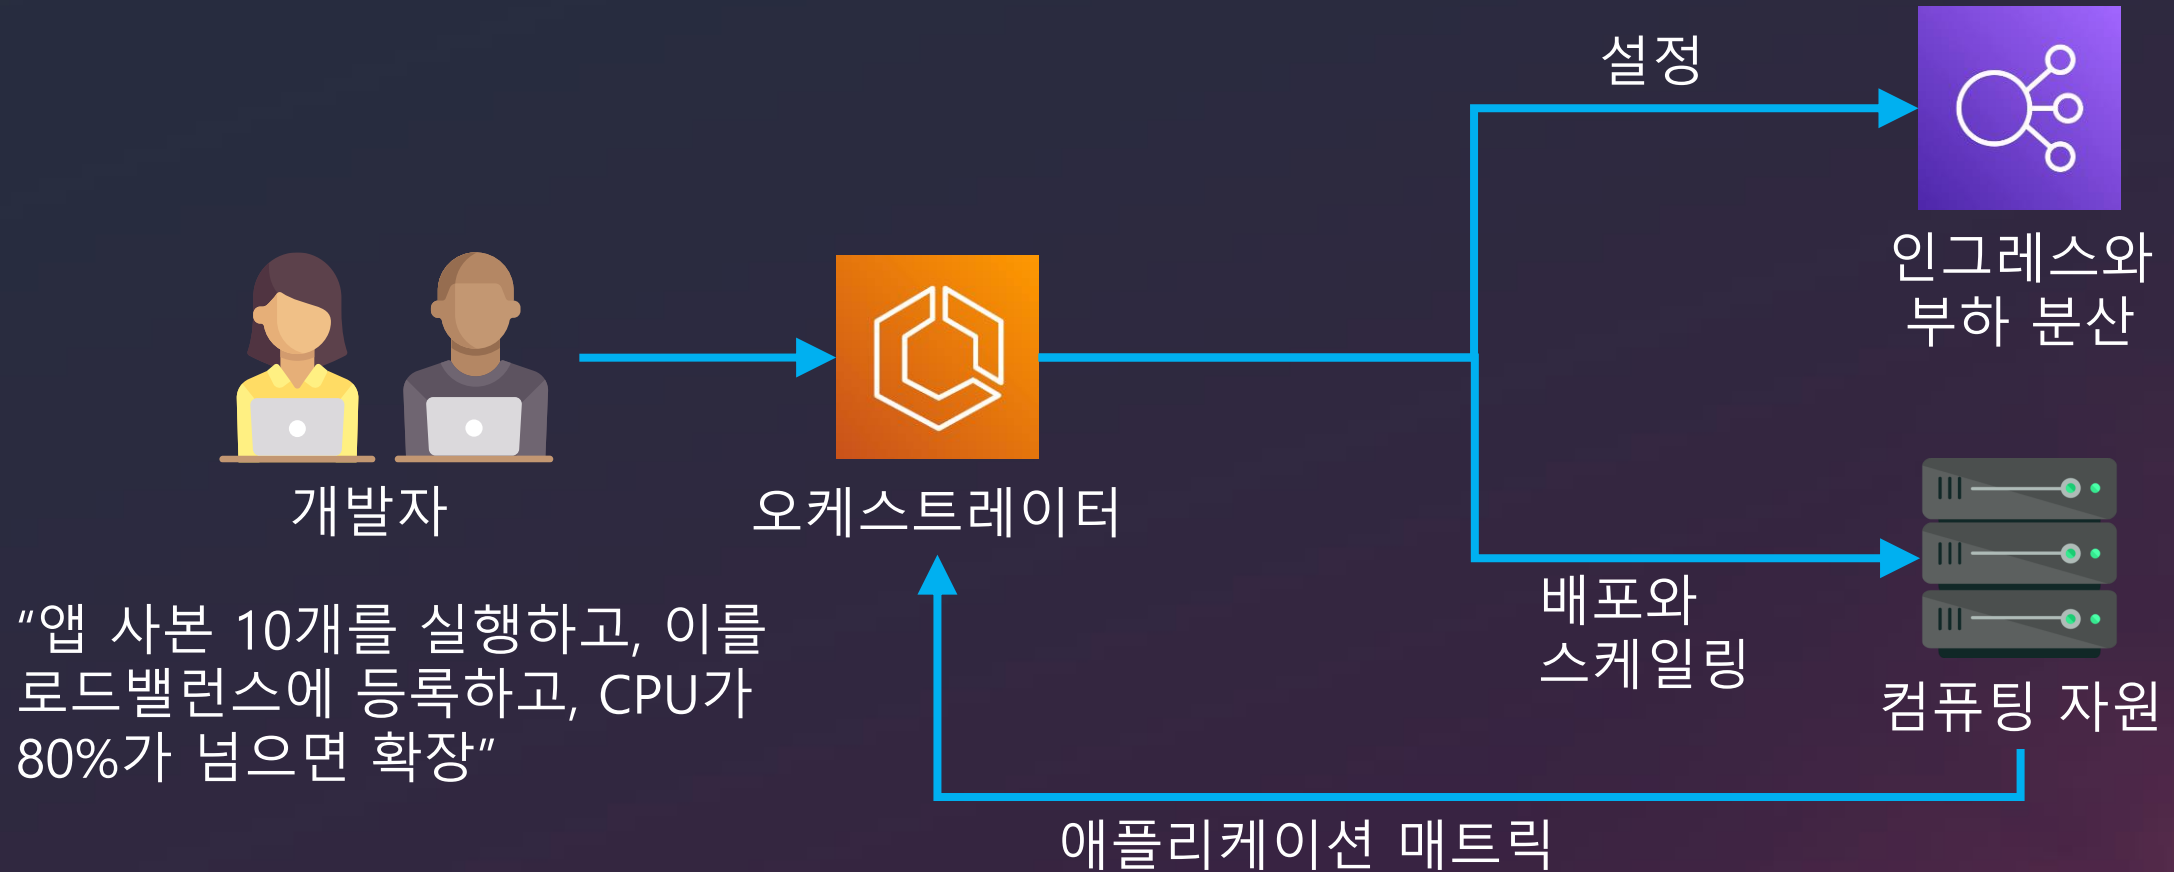 설정
인그레스와
부하 분산
개발자
오케스트레이터
“앱 사본 10개를 실행하고, 이를
로드밸런스에 등록하고, CPU가
80%가 넘으면 확장”
배포와
스케일링
컴퓨팅 자원
애플리케이션 매트릭